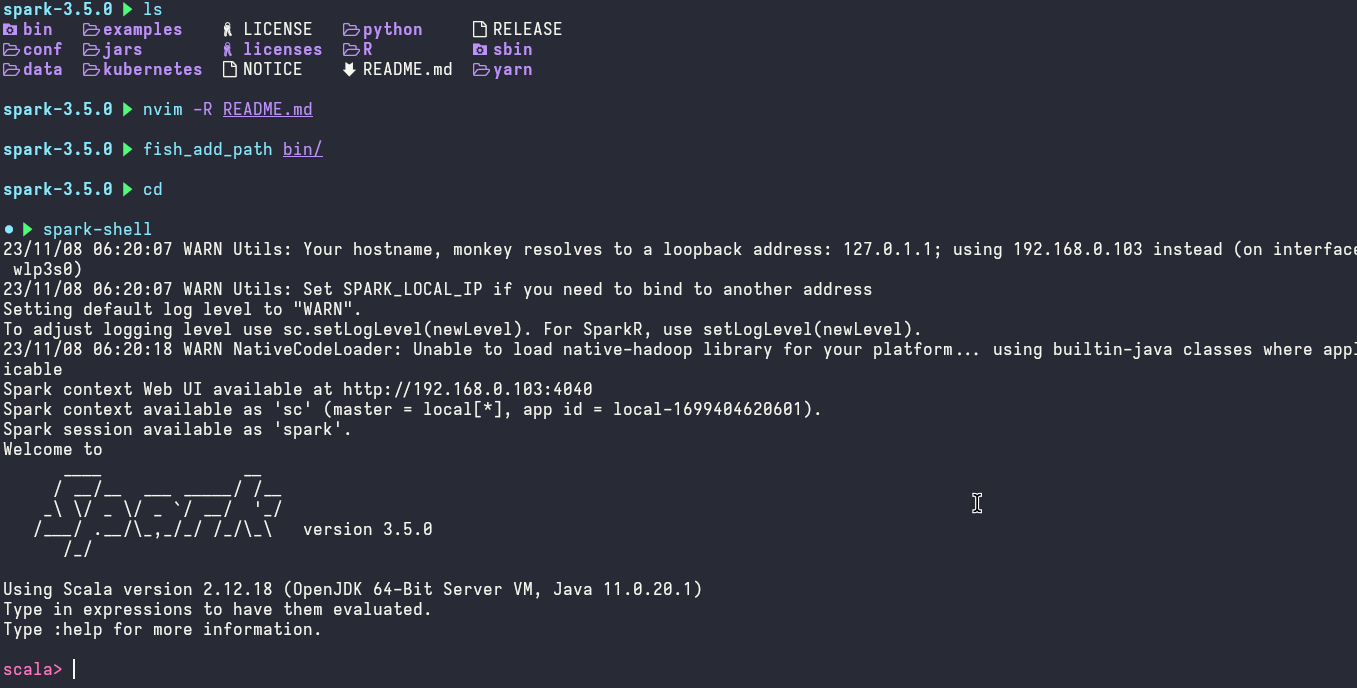 spark-3.5.0 ▶ ls
bin examples LICENSE python RELEASE
conf jars licenses R sbin
data kubernetes NOTICE README.md yarn
spark-3.5.0 ▶ nvim -R README.md
spark-3.5.0 ▶ fish_add_path bin/
spark-3.5.0 ▶ cd
● ▶ spark-shell
23/11/08 06:20:07 WARN Utils: Your hostname, monkey resolves to a loopback address: 127.0.1.1; using 192.168.0.103 instead (on interface
 wlp3s0)
23/11/08 06:20:07 WARN Utils: Set SPARK_LOCAL_IP if you need to bind to another address
Setting default log level to "WARN".
To adjust logging level use sc.setLogLevel(newLevel). For SparkR, use setLogLevel(newLevel).
23/11/08 06:20:18 WARN NativeCodeLoader: Unable to load native-hadoop library for your platform... using builtin-java classes where appl
icable
Spark context Web UI available at http://192.168.0.103:4040
Spark context available as 'sc' (master = local[*], app id = local-1699404620601).
Spark session available as 'spark'.
Welcome to
      ____              __
     / __/__  ___ _____/ /__
    _\ \/ _ \/ _ `/ __/  '_/
   /___/ .__/\_,_/_/ /_/\_\   version 3.5.0
      /_/
Using Scala version 2.12.18 (OpenJDK 64-Bit Server VM, Java 11.0.20.1)
Type in expressions to have them evaluated.
Type :help for more information.
scala>